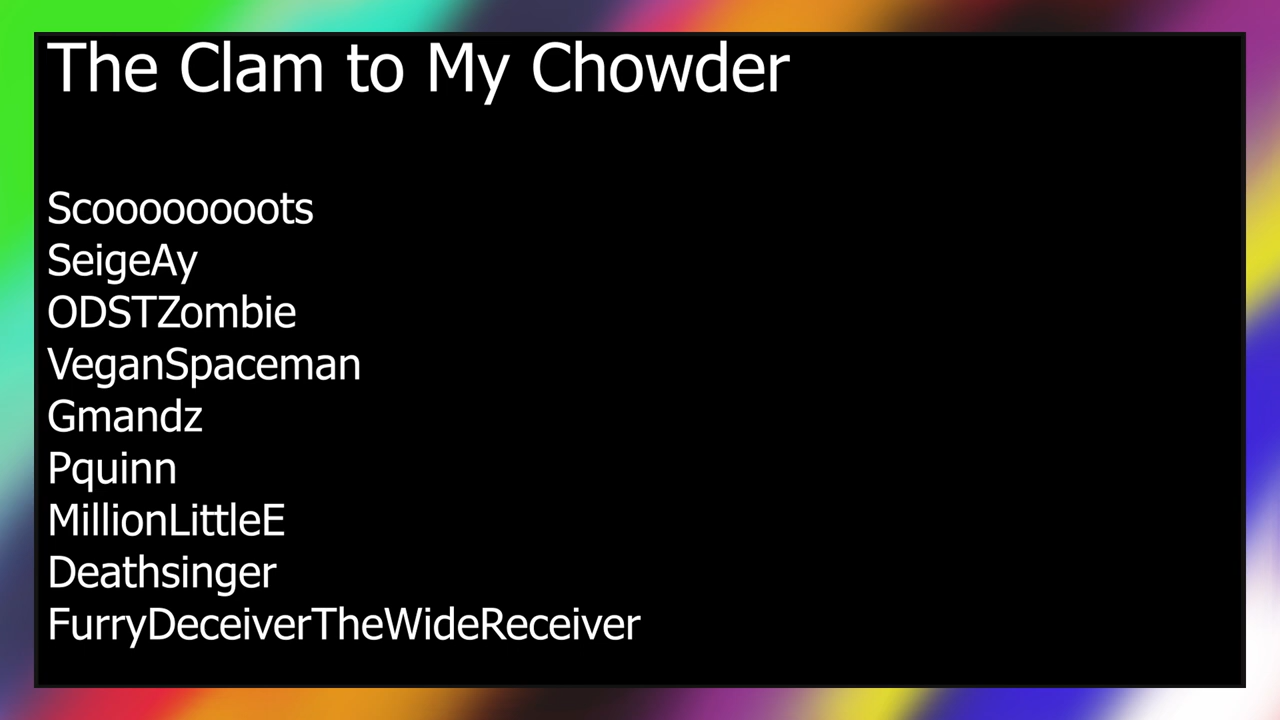 The Clam to My Chowder
Scoooooooots
SeigeAy
ODSTZombie
VeganSpaceman
Gmandz
Pquinn
MillionLittleE
Deathsinger
FurryDeceiverTheWideReceiver